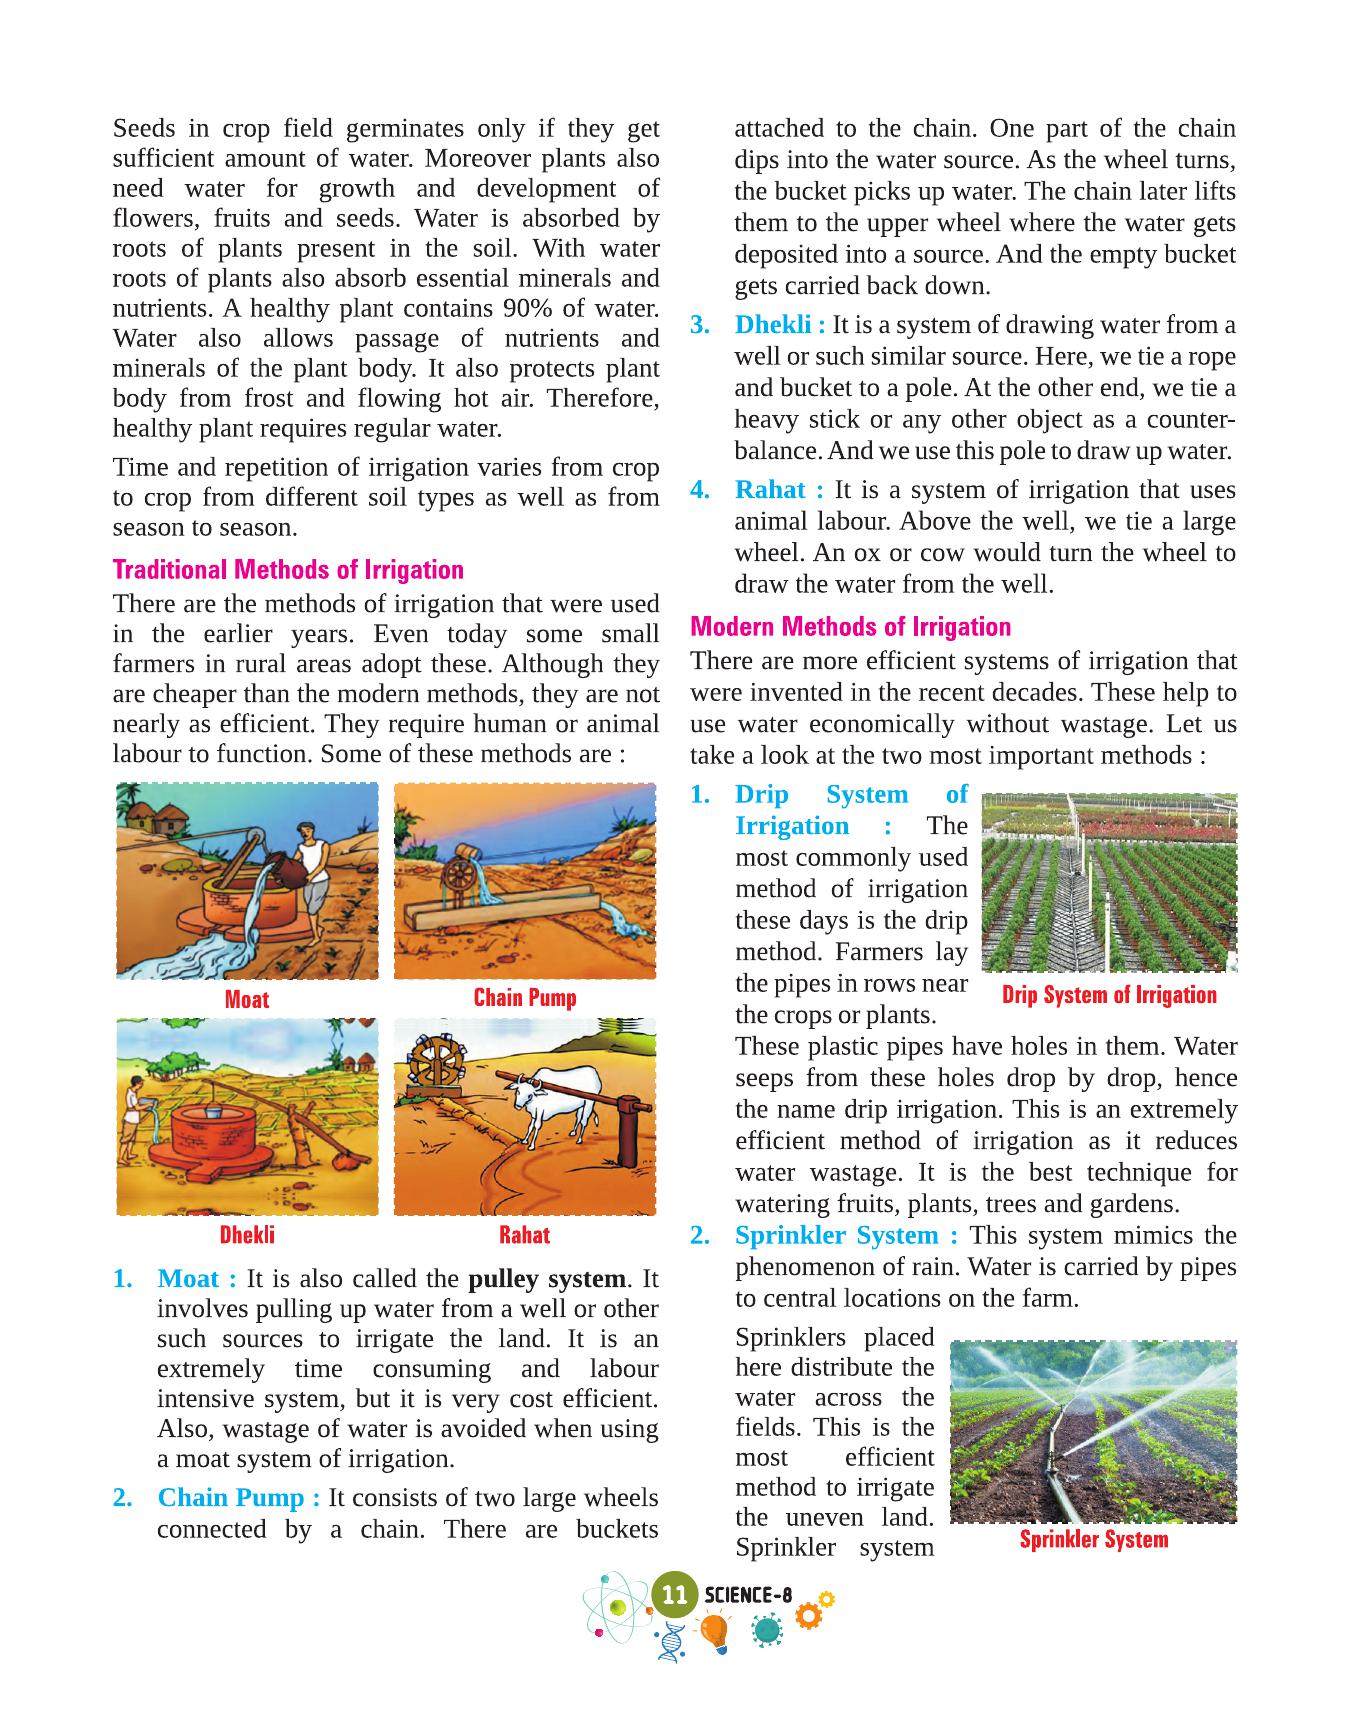 Seeds in crop field germinates only if they get
sufficient amount of water. Moreover plants also
need water for growth and development of
flowers, fruits and seeds. Water is absorbed by
roots of plants present in the soil. With water
roots of plants also absorb essential minerals and
nutrients. A healthy plant contains 90% of water.
Water also allows passage of nutrients and
minerals of the plant body. It also protects plant
body from frost and flowing hot air. Therefore,
healthy plant requires regular water.
Time and repetition of irrigation varies from crop
to crop from different soil types as well as from
season to season.
Traditional Methods of Irrigation
There are the methods of irrigation that were used
in the earlier years. Even today some small
farmers in rural areas adopt these. Although they
are cheaper than the modern methods, they are not
nearly as efficient. They require human or animal
labour to function. Some of these methods are :
Moat
Chain Pump
Dhekli
Rahat
1. Moat : It is also called the pulley system. It
involves pulling up water from a well or other
such sources to irrigate the land. It is an
extremely time consuming and labour
intensive system, but it is very cost efficient.
Also, wastage of water is avoided when using
a moat system of irrigation.
2. Chain Pump : It consists of two large wheels
connected by a chain. There are buckets
attached to the chain. One part of the chain
dips into the water source. As the wheel turns,
the bucket picks up water. The chain later lifts
them to the upper wheel where the water gets
deposited into a source. And the empty bucket
gets carried back down.
3. Dhekli : It is a system of drawing water from a
well or such similar source. Here, we tie a rope
and bucket to a pole. At the other end, we tie a
heavy stick or any other object as a counter-
balance. And we use this pole to draw up water.
4. Rahat : It is a system of irrigation that uses
animal labour. Above the well, we tie a large
wheel. An ox or cow would turn the wheel to
draw the water from the well.
Modern Methods of Irrigation
There are more efficient systems of irrigation that
were invented in the recent decades. These help to
use water economically without wastage. Let us
take a look at the two most important methods :
1. Drip System of
Irrigation : The
most commonly used
method of irrigation
these days is the drip
method. Farmers lay
the pipes in rows near
the crops or plants.
Drip System of Irrigation
These plastic pipes have holes in them. Water
seeps from these holes drop by drop, hence
the name drip irrigation. This is an extremely
efficient method of irrigation as it reduces
water wastage. It is the best technique for
watering fruits, plants, trees and gardens.
2. Sprinkler System : This system mimics the
phenomenon of rain. Water is carried by pipes
to central locations on the farm.
Sprinklers placed
here distribute the
water across the
fields. This is the
most efficient
method to irrigate
the uneven land.
Sprinkler system
Sprinkler System
11 SCIENCE-8